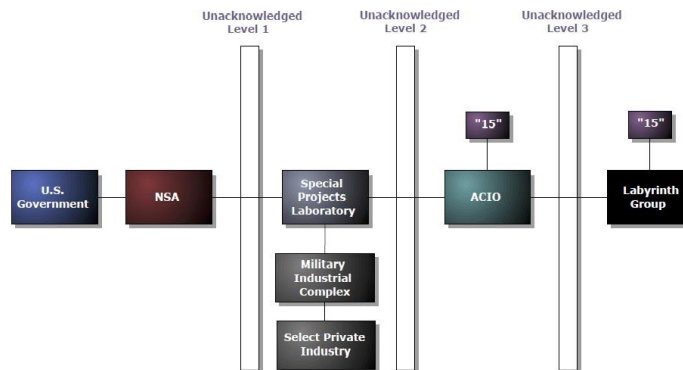 Unacknowledged
Level 1
Unacknowledged
Level 2
Unacknowledged
Level 3
"15"
"15"
U.S.
Government
NSA
Special
Projects
Laboratory
ACIO
Labyrinth
Group
Military
Industrial
Complex
Select Private
Industry